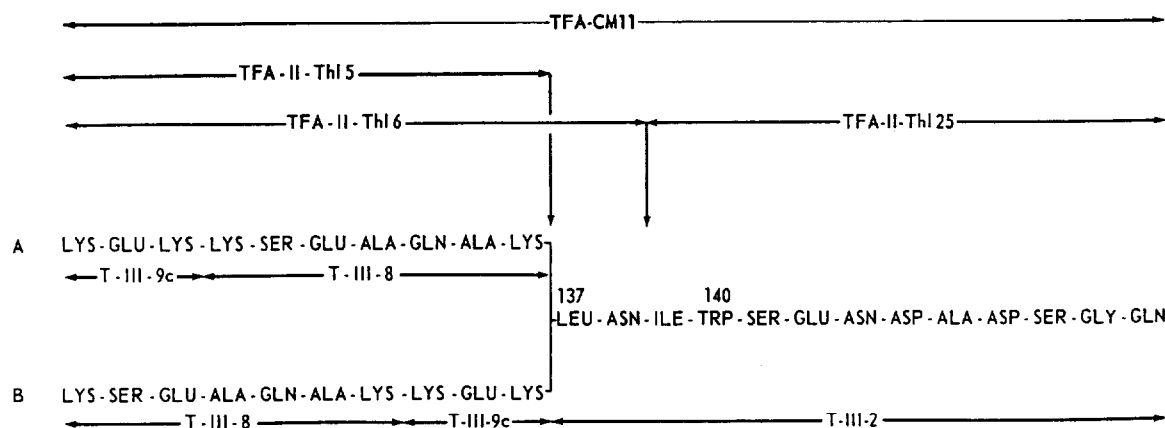 TFA-CM11
TFA-II-Thl 5
TFA-II-Thl 6 TFA-II-Thl 25
A LYS-GLU-LYS-LYS-SER-GLU-ALA-GLN-ALA-LYS
T-III-9c T-III-8
137 140
LEU-ASN-ILE-TRP-SER-GLU-ASN-ASP-ALA-ASP-SER-GLY-GLN
B LYS-SER-GLU-ALA-GLN-ALA-LYS-LYS-GLU-LYS
T-III-8 T-III-9c T-III-2